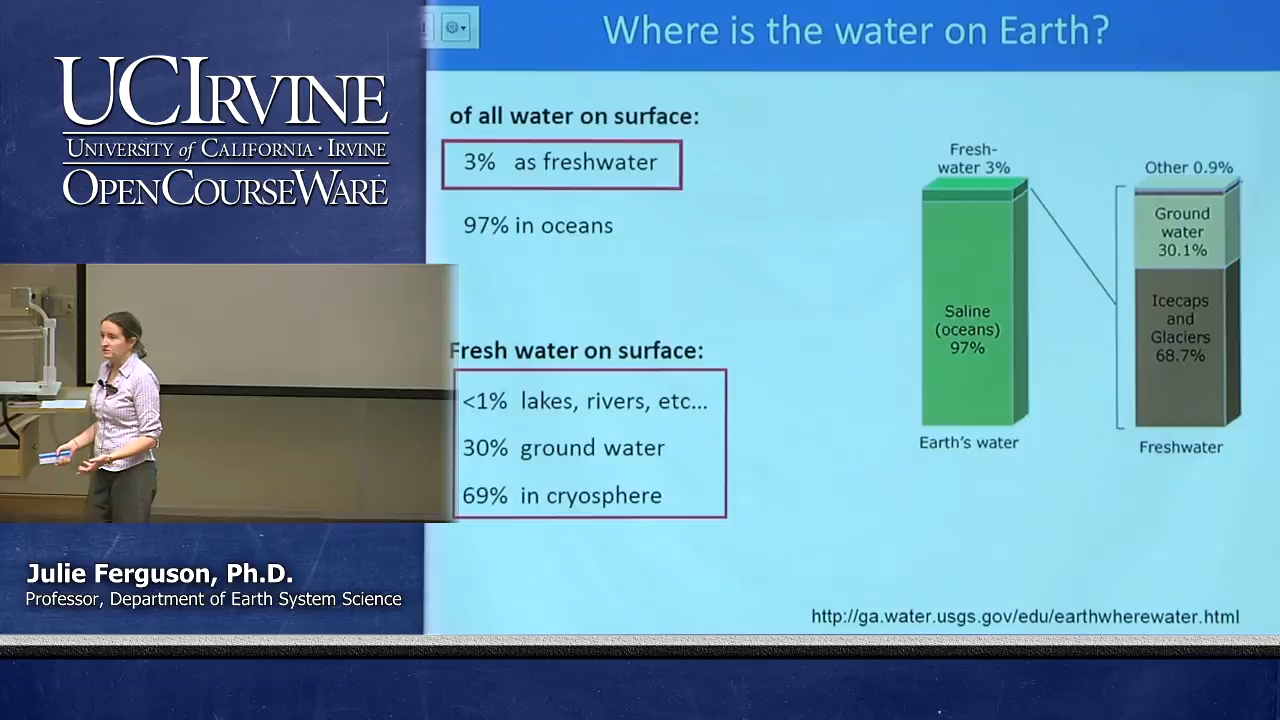 UCIRVINE
UNIVERSITY of CALIFORNIA · IRVINE
OPENCOURSEWARE
Where is the water on Earth?
of all water on surface:
3% as freshwater
97% in oceans
Fresh water on surface:
<1% lakes, rivers, etc...
30% ground water
69% in cryosphere
Fresh-
water 3%
Saline
(oceans)
97%
Earth's water
Other 0.9%
Ground
water
30.1%
Icecaps
and
Glaciers
68.7%
Freshwater
http://ga.water.usgs.gov/edu/earthwherewater.html
Julie Ferguson, Ph.D.
Professor, Department of Earth System Science